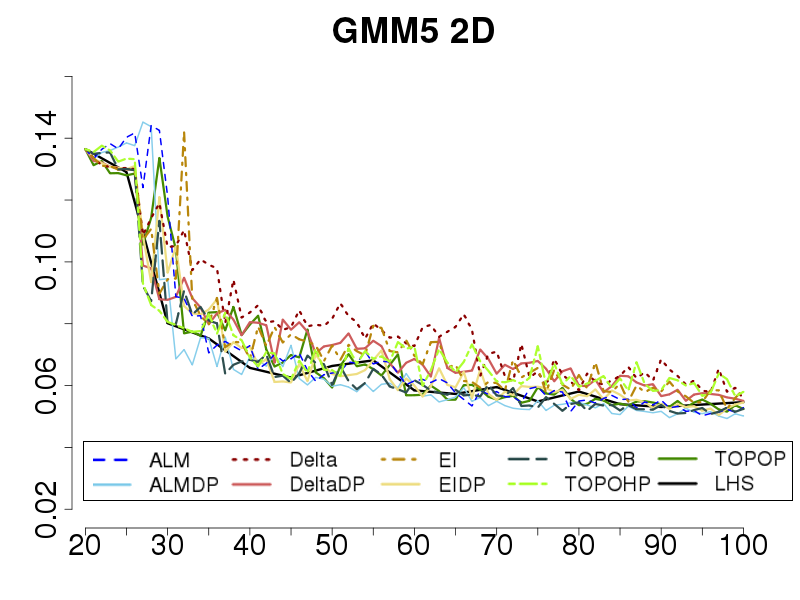 GMM5 2D
0.14
0.10
0.06
0.02
ALM Delta EI TOPOB TOPOP
ALMDP DeltaDP EIDP TOPOHP LHS
20 30 40 50 60 70 80 90 100